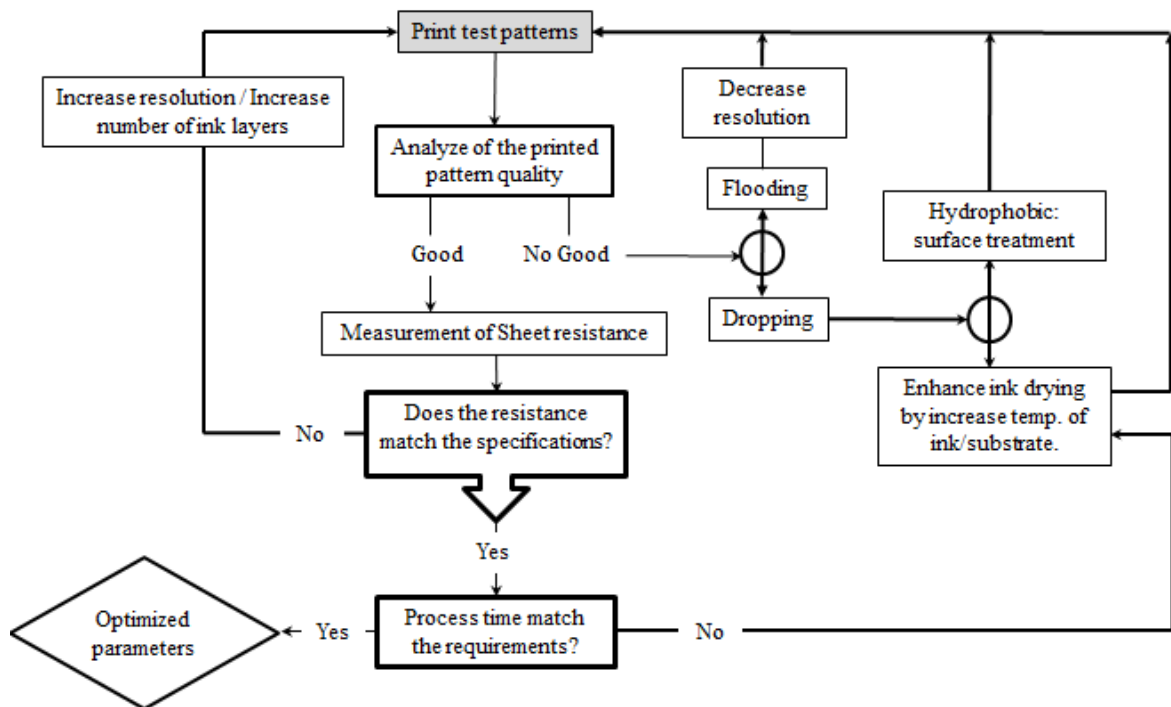 Print test patterns
Increase resolution / Increase
number of ink layers
Decrease
resolution
Analyze of the printed
pattern quality
Flooding
Hydrophobic:
surface treatment
Good
No Good
Dropping
Measurement of Sheet resistance
Enhance ink drying
by increase temp. of
ink/substrate.
Does the resistance
match the specifications?
No
Yes
Process time match
the requirements?
Yes
No
Optimized
parameters